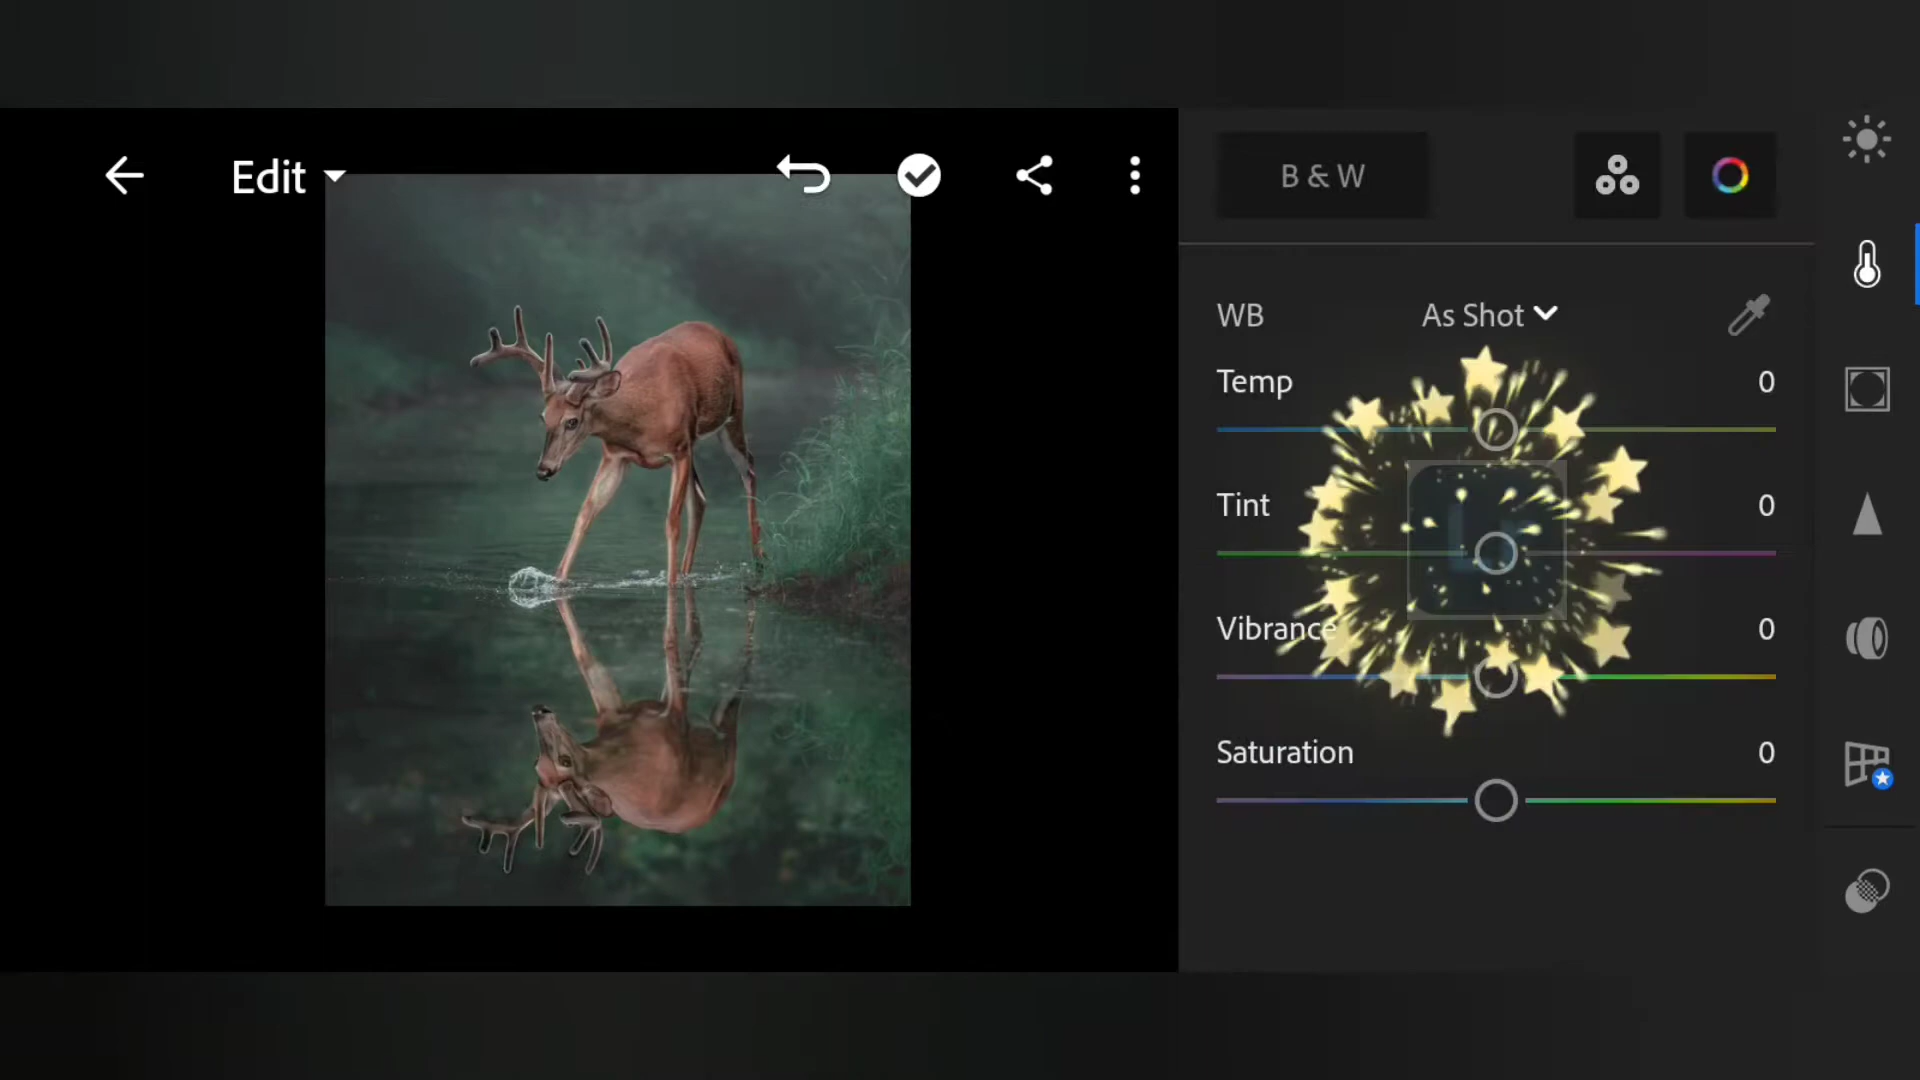 Edit
B & W
WB As Shot
Temp 0
Tint 0
Vibrance 0
Saturation 0